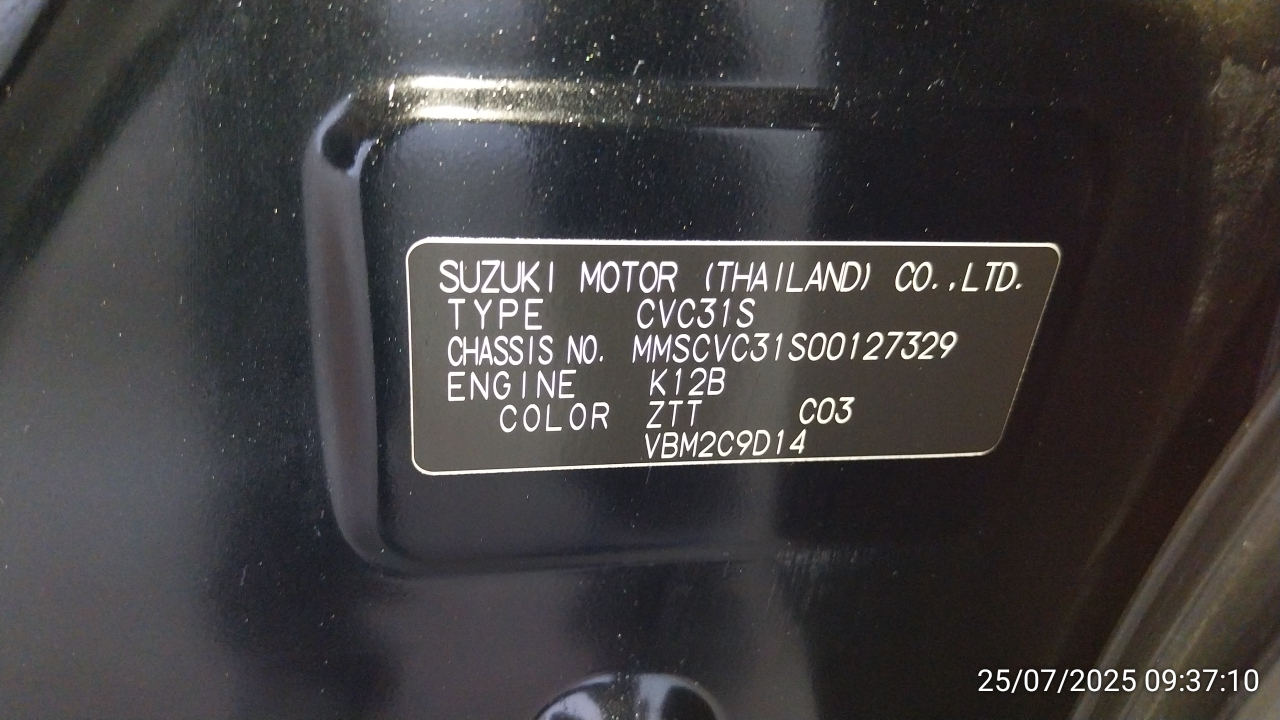 SUZUKI MOTOR (THAILAND) CO.,LTD.
TYPE CVC31S
CHASSIS NO. MMSCVC31S00127329
ENGINE K12B
COLOR ZTT C03
VBM2C9D14
25/07/2025 09:37:10